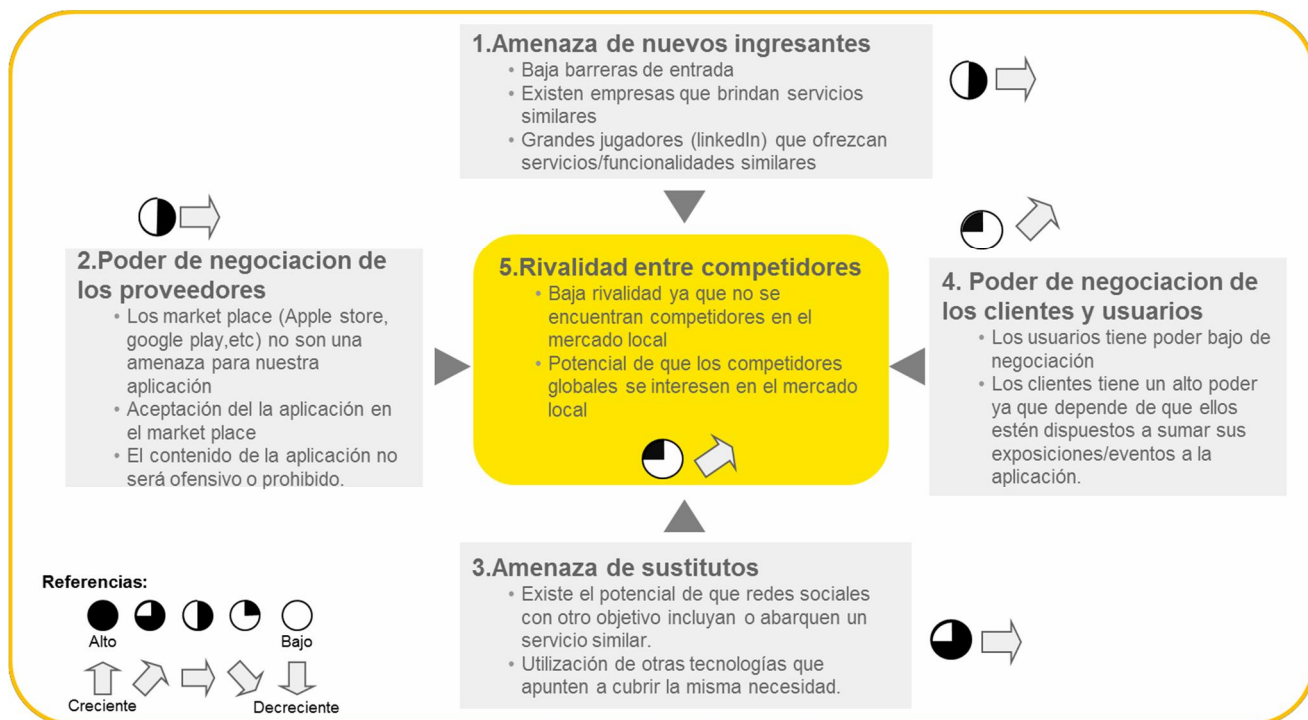 1.Amenaza de nuevos ingresantes
• Baja barreras de entrada
• Existen empresas que brindan servicios
similares
• Grandes jugadores (linkedIn) que ofrezcan
servicios/funcionalidades similares
2.Poder de negociacion de
los proveedores
• Los market place (Apple store,
google play,etc) no son una
amenaza para nuestra
aplicación
• Aceptación del la aplicación en
el market place
• El contenido de la aplicación no
será ofensivo o prohibido.
5.Rivalidad entre competidores
• Baja rivalidad ya que no se
encuentran competidores en el
mercado local
• Potencial de que los competidores
globales se interesen en el mercado
local
4. Poder de negociacion de
los clientes y usuarios
• Los usuarios tiene poder bajo de
negociación
• Los clientes tiene un alto poder
ya que depende de que ellos
estén dispuestos a sumar sus
exposiciones/eventos a la
aplicación.
3.Amenaza de sustitutos
• Existe el potencial de que redes sociales
con otro objetivo incluyan o abarquen un
servicio similar.
• Utilización de otras tecnologías que
apunten a cubrir la misma necesidad.
Referencias:
Alto Bajo
Creciente Decreciente